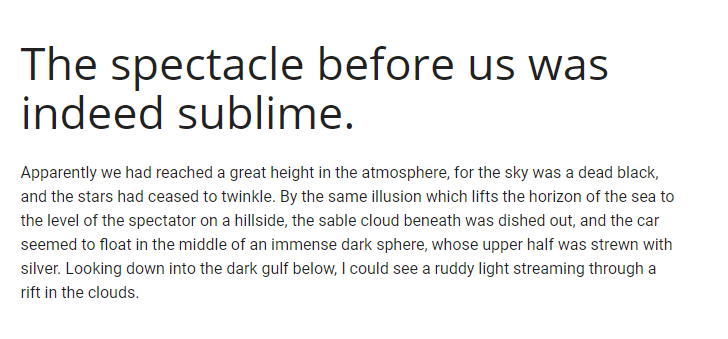 The spectacle before us was
indeed sublime.
Apparently we had reached a great height in the atmosphere, for the sky was a dead black,
and the stars had ceased to twinkle. By the same illusion which lifts the horizon of the sea to
the level of the spectator on a hillside, the sable cloud beneath was dished out, and the car
seemed to float in the middle of an immense dark sphere, whose upper half was strewn with
silver. Looking down into the dark gulf below, I could see a ruddy light streaming through a
rift in the clouds.